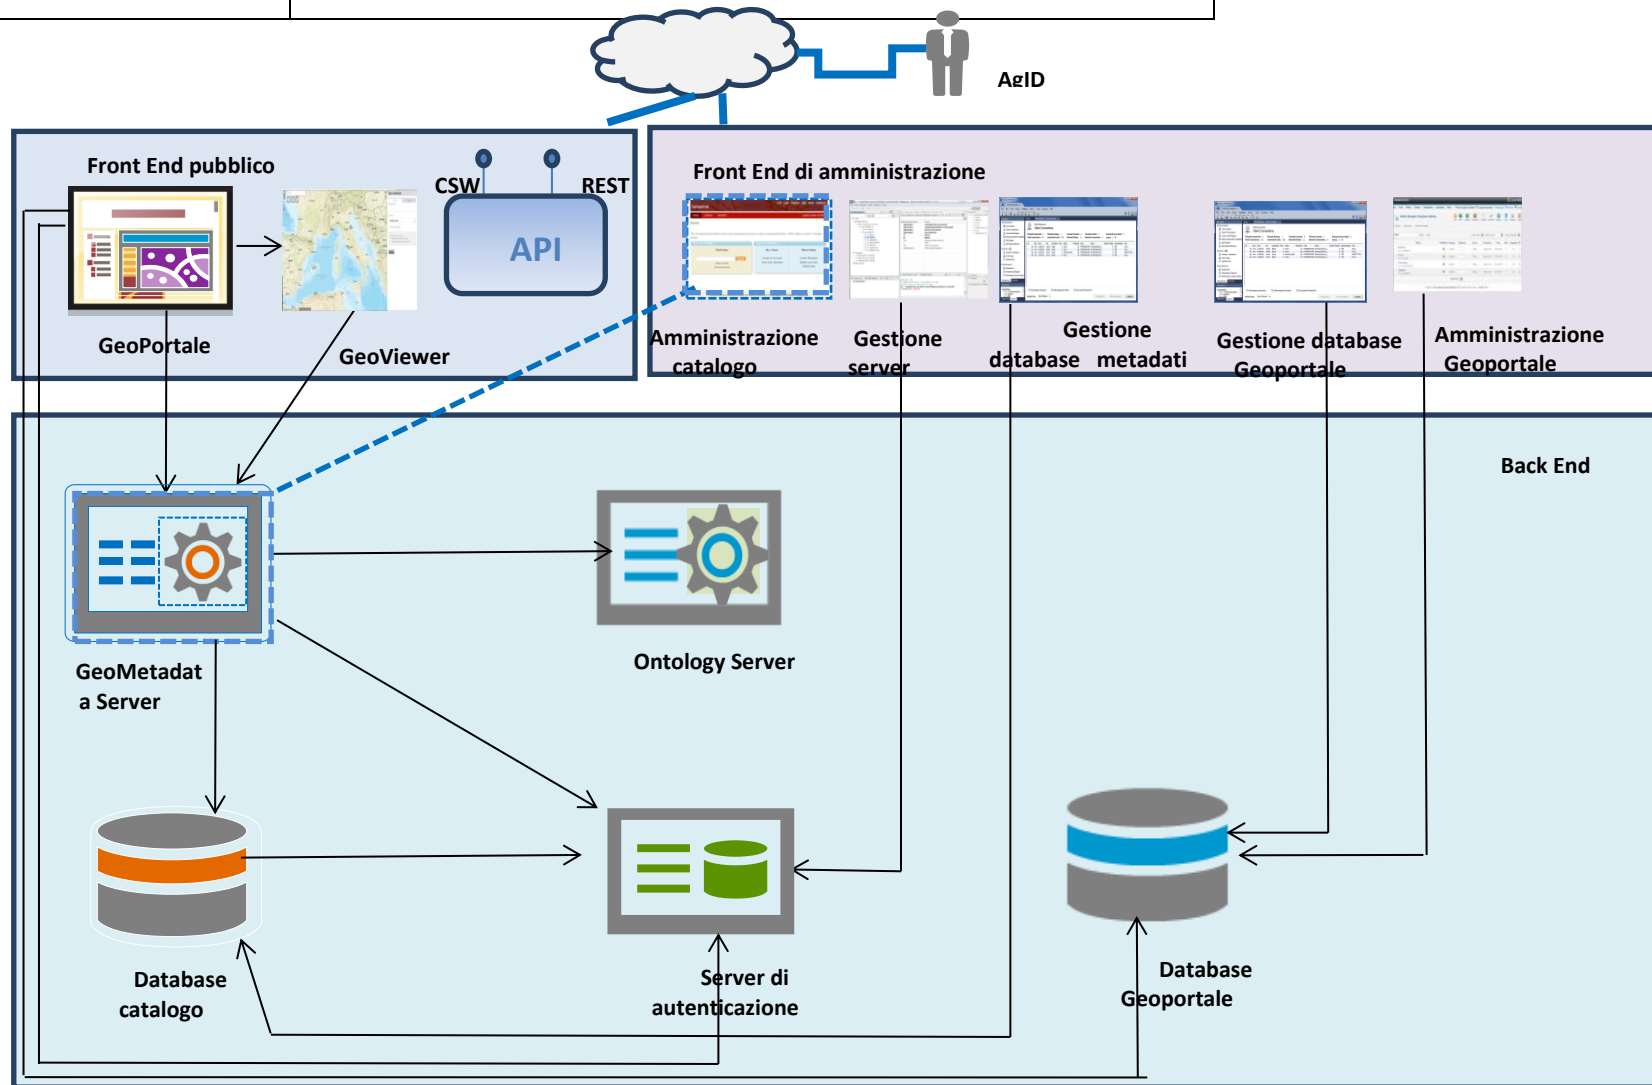 AgID
Front End pubblico
CSW
REST
API
GeoPortale
GeoViewer
Front End di amministrazione
Amministrazione
catalogo
Gestione
server
Gestione
database metadati
Gestione database
Geoportale
Amministrazione
Geoportale
Back End
GeoMetadat
a Server
Ontology Server
Database
catalogo
Server di
autenticazione
Database
Geoportale